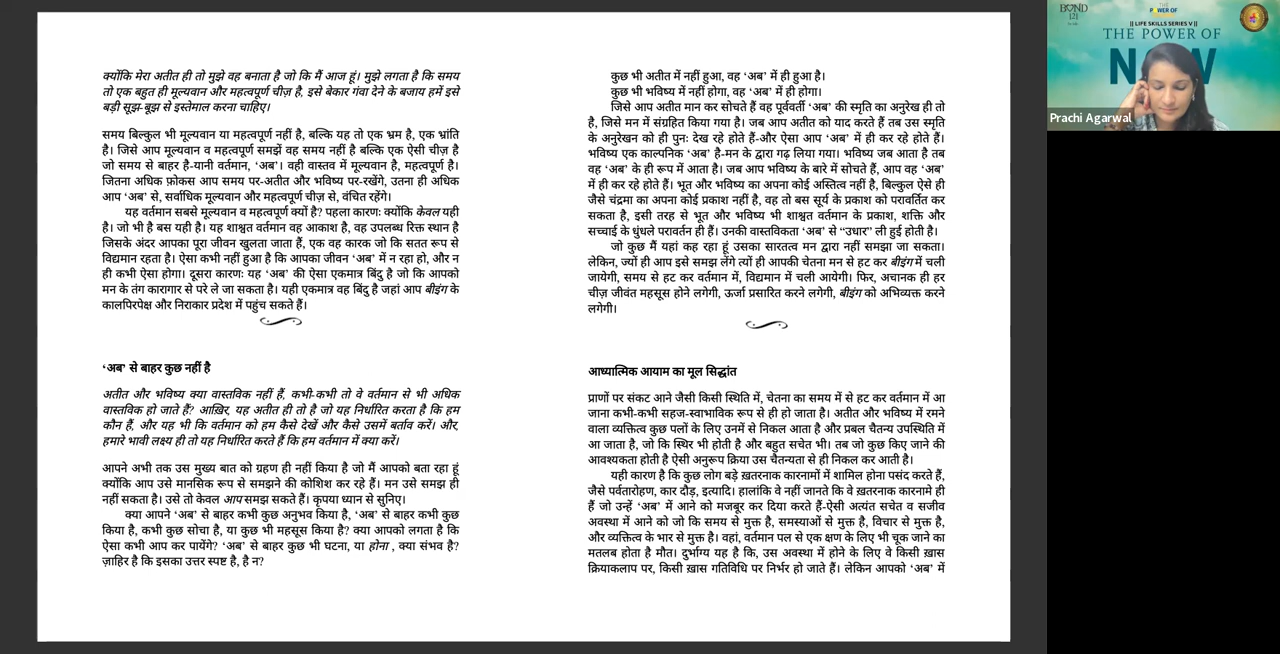 क्योंकि मेरा अतीत ही तो मुझे वह बनाता है जो कि मैं आज हूं। मुझे लगता है कि समय
तो एक बहुत ही मूल्यवान और महत्वपूर्ण चीज़ है, इसे बेकार गंवा देने के बजाय हमें इसे
बड़ी सूझ-बूझ से इस्तेमाल करना चाहिए।
समय बिल्कुल भी मूल्यवान या महत्वपूर्ण नहीं है, बल्कि यह तो एक भ्रम है, एक भ्रांति
है। जिसे आप मूल्यवान व महत्वपूर्ण समझें वह समय नहीं है बल्कि एक ऐसी चीज़ है
जो समय से बाहर है-यानी वर्तमान, ‘अब’। वही वास्तव में मूल्यवान है, महत्वपूर्ण है।
जितना अधिक फ़ोकस आप समय पर-अतीत और भविष्य पर-रखेंगे, उतना ही अधिक
आप ‘अब’ से, सर्वाधिक मूल्यवान और महत्वपूर्ण चीज़ से, वंचित रहेंगे।
यह वर्तमान सबसे मूल्यवान व महत्वपूर्ण क्यों है? पहला कारणः क्योंकि केवल यही
है। जो भी है बस यही है। यह शाश्वत वर्तमान वह आकाश है, वह उपलब्ध रिक्त स्थान है
जिसके अंदर आपका पूरा जीवन खुलता जाता हैं, एक वह कारक जो कि सतत रूप से
विद्यमान रहता है। ऐसा कभी नहीं हुआ है कि आपका जीवन ‘अब’ में न रहा हो, और न
ही कभी ऐसा होगा। दूसरा कारणः यह ‘अब’ की ऐसा एकमात्र बिंदु है जो कि आपको
मन के तंग कारागार से परे ले जा सकता है। यही एकमात्र वह बिंदु है जहां आप बीइंग के
कालपिरपेक्ष और निराकार प्रदेश में पहुंच सकते हैं।
‘अब’ से बाहर कुछ नहीं है
अतीत और भविष्य क्या वास्तविक नहीं हैं, कभी-कभी तो वे वर्तमान से भी अधिक
वास्तविक हो जाते हैं? आख़िर, यह अतीत ही तो है जो यह निर्धारित करता है कि हम
कौन हैं, और यह भी कि वर्तमान को हम कैसे देखें और कैसे उसमें बर्ताव करें। और,
हमारे भावी लक्ष्य ही तो यह निर्धारित करते हैं कि हम वर्तमान में क्या करें।
आपने अभी तक उस मुख्य बात को ग्रहण ही नहीं किया है जो मैं आपको बता रहा हूं
क्योंकि आप उसे मानसिक रूप से समझने की कोशिश कर रहे हैं। मन उसे समझ ही
नहीं सकता है। उसे तो केवल आप समझ सकते हैं। कृपया ध्यान से सुनिए।
क्या आपने ‘अब’ से बाहर कभी कुछ अनुभव किया है, ‘अब’ से बाहर कभी कुछ
किया है, कभी कुछ सोचा है, या कुछ भी महसूस किया है? क्या आपको लगता है कि
ऐसा कभी आप कर पायेंगे? ‘अब’ से बाहर कुछ भी घटना, या होना , क्या संभव है?
ज़ाहिर है कि इसका उत्तर स्पष्ट है, है न?
कुछ भी अतीत में नहीं हुआ, वह ‘अब’ में ही हुआ है।
कुछ भी भविष्य में नहीं होगा, वह ‘अब’ में ही होगा।
जिसे आप अतीत मान कर सोचते हैं वह पूर्ववर्ती ‘अब’ की स्मृति का अनुरेख ही तो
है, जिसे मन में संग्रहित किया गया है। जब आप अतीत को याद करते हैं तब उस स्मृति
के अनुरेखन को ही पुनः देख रहे होते हैं-और ऐसा आप ‘अब’ में ही कर रहे होते हैं।
भविष्य एक काल्पनिक ‘अब’ है-मन के द्वारा गढ़ लिया गया। भविष्य जब आता है तब
वह ‘अब’ के ही रूप में आता है। जब आप भविष्य के बारे में सोचते हैं, आप वह ‘अब’
में ही कर रहे होते हैं। भूत और भविष्य का अपना कोई अस्तित्व नहीं है, बिल्कुल ऐसे ही
जैसे चंद्रमा का अपना कोई प्रकाश नहीं है, वह तो बस सूर्य के प्रकाश को परावर्तित कर
सकता है, इसी तरह से भूत और भविष्य भी शाश्वत वर्तमान के प्रकाश, शक्ति और
सच्चाई के धुंधले परावर्तन ही हैं। उनकी वास्तविकता ‘अब’ से “उधार” ली हुई होती है।
जो कुछ मैं यहां कह रहा हूं उसका सारतत्व मन द्वारा नहीं समझा जा सकता।
लेकिन, ज्यों ही आप इसे समझ लेंगे त्यों ही आपकी चेतना मन से हट कर बीइंग में चली
जायेगी, समय से हट कर वर्तमान में, विद्यमान में चली आयेगी। फिर, अचानक ही हर
चीज़ जीवंत महसूस होने लगेगी, ऊर्जा प्रसारित करने लगेगी, बीइंग को अभिव्यक्त करने
लगेगी।
आध्यात्मिक आयाम का मूल सिद्धांत
प्राणों पर संकट आने जैसी किसी स्थिति में, चेतना का समय में से हट कर वर्तमान में आ
जाना कभी-कभी सहज-स्वाभाविक रूप से ही हो जाता है। अतीत और भविष्य में रमने
वाला व्यक्तित्व कुछ पलों के लिए उनमें से निकल आता है और प्रबल चैतन्य उपस्थिति में
आ जाता है, जो कि स्थिर भी होती है और बहुत सचेत भी। तब जो कुछ किए जाने की
आवश्यकता होती है ऐसी अनुरूप क्रिया उस चैतन्यता से ही निकल कर आती है।
यही कारण है कि कुछ लोग बड़े ख़तरनाक कारनामों में शामिल होना पसंद करते हैं,
जैसे पर्वतारोहण, कार दौड़, इत्यादि। हालांकि वे नहीं जानते कि वे ख़तरनाक कारनामे ही
हैं जो उन्हें ‘अब’ में आने को मजबूर कर दिया करते हैं-ऐसी अत्यंत सचेत व सजीव
अवस्था में आने को जो कि समय से मुक्त है, समस्याओं से मुक्त है, विचार से मुक्त है,
और व्यक्तित्व के भार से मुक्त है। वहां, वर्तमान पल से एक क्षण के लिए भी चूक जाने का
मतलब होता है मौत। दुर्भाग्य यह है कि, उस अवस्था में होने के लिए वे किसी ख़ास
क्रियाकलाप पर, किसी ख़ास गतिविधि पर निर्भर हो जाते हैं। लेकिन आपको ‘अब’ में
THE
POWER OF
|| LIFE SKILLS SERIES V ||
THE POWER OF
Prachi Agarwal